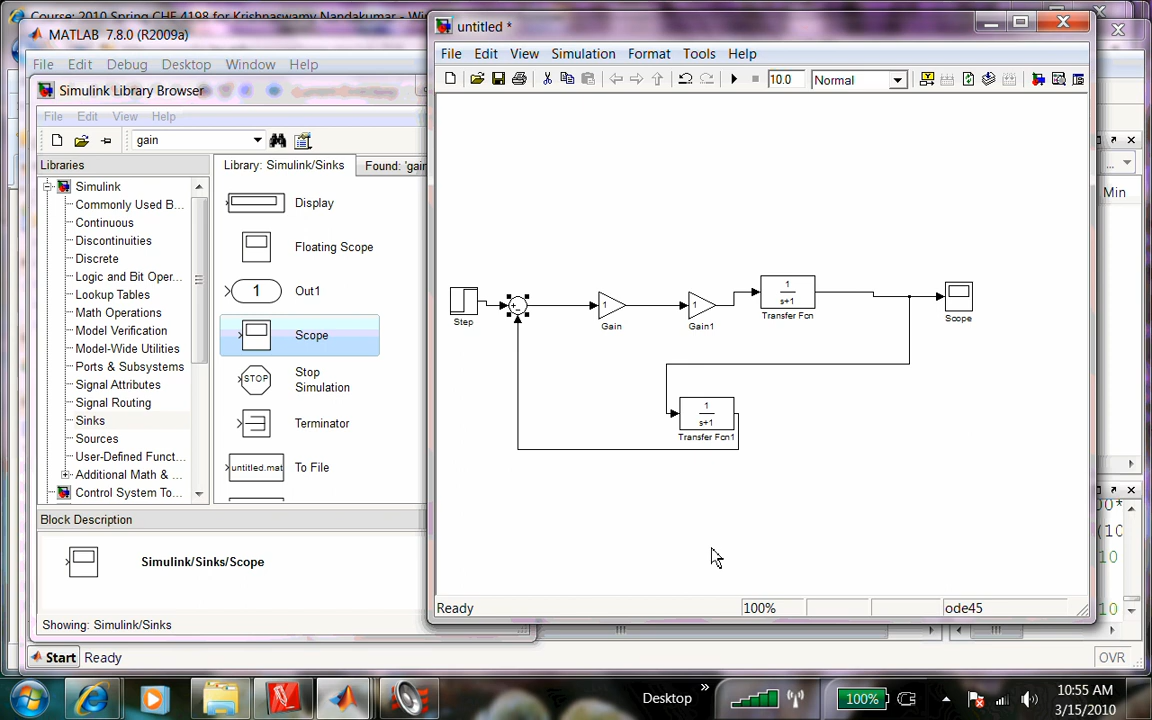 Course: 2010 Spring CHE 4198 for Krishnaswamy Nandakumar - Wi
MATLAB 7.8.0 (R2009a)
File Edit Debug Desktop Window Help
Simulink Library Browser
File Edit View Help
gain
Libraries
Library: Simulink/Sinks
Found: 'gain
Simulink
Commonly Used B...
Continuous
Discontinuities
Discrete
Logic and Bit Oper...
Lookup Tables
Math Operations
Model Verification
Model-Wide Utilities
Ports & Subsystems
Signal Attributes
Signal Routing
Sinks
Sources
User-Defined Funct...
Additional Math & ...
Control System To...
Display
Floating Scope
1
Out1
Scope
STOP
Stop
Simulation
Terminator
untitled.mat
To File
Block Description
Simulink/Sinks/Scope
Showing: Simulink/Sinks
Start Ready
untitled *
File Edit View Simulation Format Tools Help
10.0
Normal
Step
1
Gain
1
Gain1
1
s+1
Transfer Fcn
Scope
1
s+1
Transfer Fcn1
Ready
100%
ode45
Min
00*
(10
10
10
OVR
Desktop
100%
10:55 AM
3/15/2010